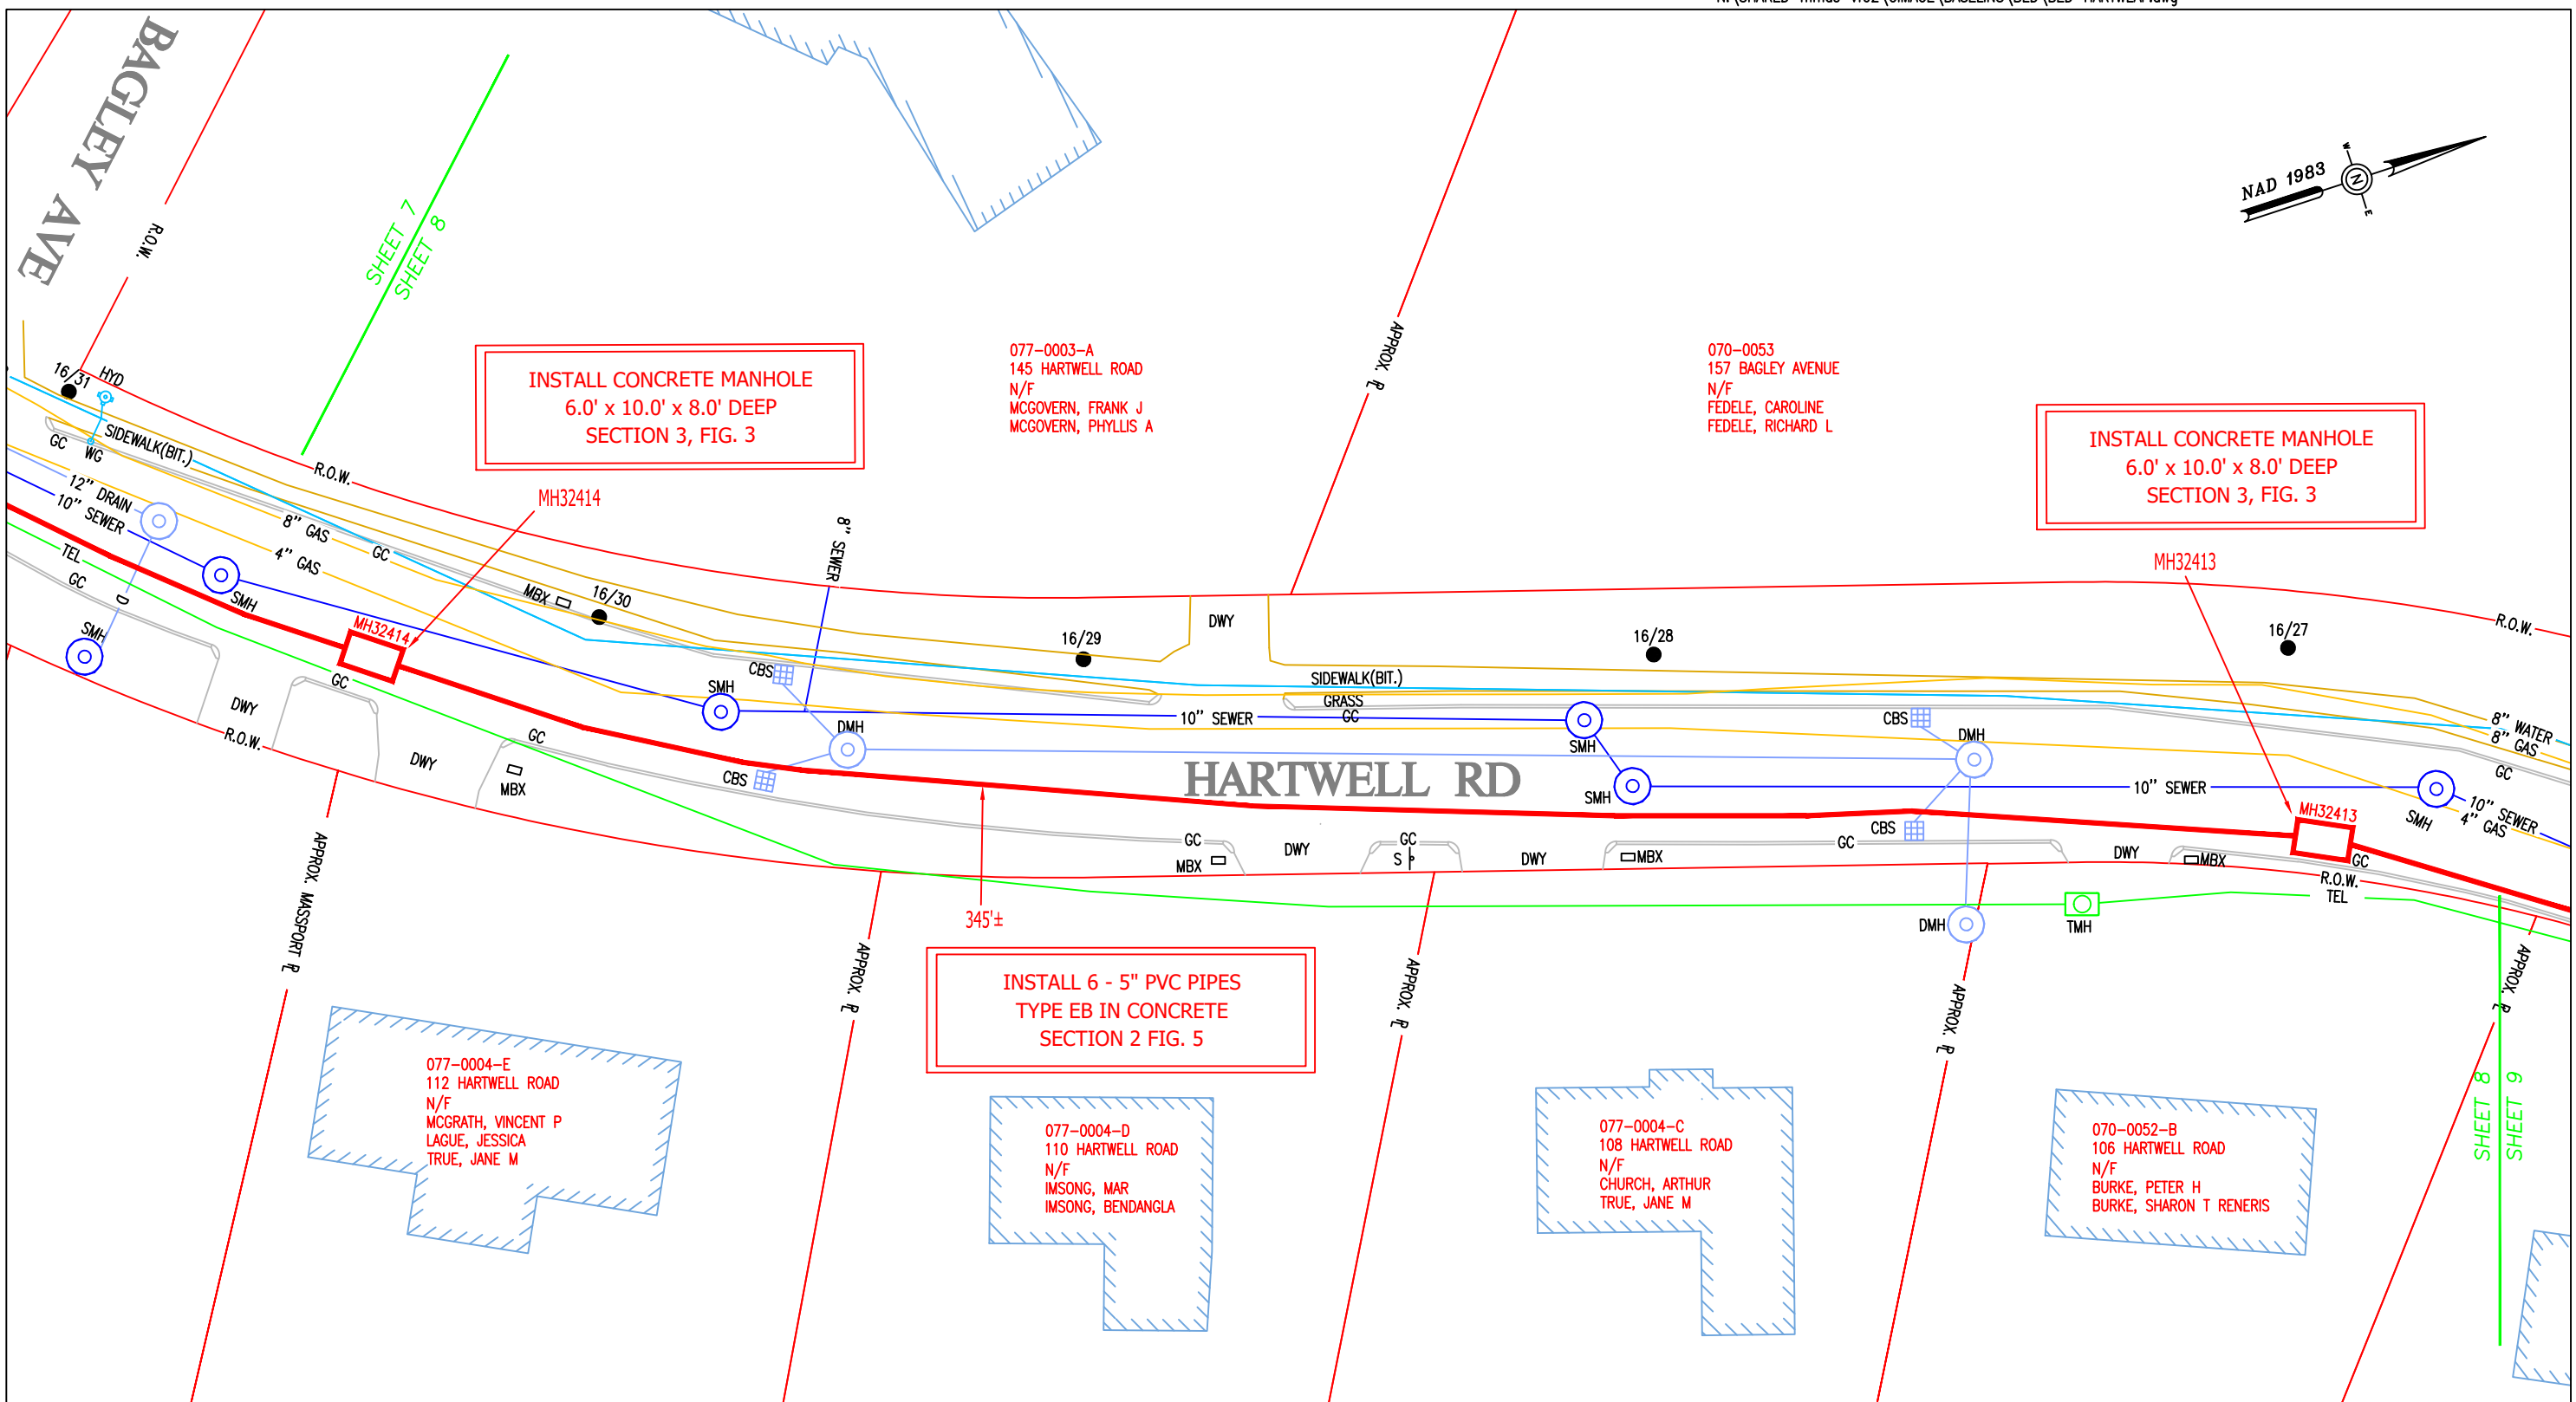 BAGLEY AVE
R.O.W.
SHEET 7
SHEET 8
NAD 1983
W
N
E
INSTALL CONCRETE MANHOLE
6.0' x 10.0' x 8.0' DEEP
SECTION 3, FIG. 3
MH32414
077-0003-A
145 HARTWELL ROAD
N/F
MCGOVERN, FRANK J
MCGOVERN, PHYLLIS A
APPROX. PL
070-0053
157 BAGLEY AVENUE
N/F
FEDELE, CAROLINE
FEDELE, RICHARD L
INSTALL CONCRETE MANHOLE
6.0' x 10.0' x 8.0' DEEP
SECTION 3, FIG. 3
MH32413
16/31
HYD
GC
WG
SIDEWALK(BIT.)
R.O.W.
12" DRAIN
10" SEWER
8" GAS
GC
4" GAS
TEL
GC
D
SMH
SMH
MH32414
MBX
16/30
8" SEWER
16/29
DWY
16/28
16/27
R.O.W.
CBS
SMH
DMH
CBS
SIDEWALK(BIT.)
GRASS
GC
10" SEWER
SMH
SMH
CBS
DMH
CBS
10" SEWER
8" WATER
8" GAS
GC
10" SEWER
4" GAS
SMH
MH32413
HARTWELL RD
GC
DWY
R.O.W.
DWY
GC
MBX
345'±
GC
MBX
DWY
GC
S
DWY
MBX
GC
DWY
MBX
GC
R.O.W.
TEL
TMH
DMH
APPROX. MASSPORT PL
APPROX. PL
APPROX. PL
APPROX. PL
APPROX. PL
INSTALL 6 - 5" PVC PIPES
TYPE EB IN CONCRETE
SECTION 2 FIG. 5
077-0004-E
112 HARTWELL ROAD
N/F
MCGRATH, VINCENT P
LAGUE, JESSICA
TRUE, JANE M
077-0004-D
110 HARTWELL ROAD
N/F
IMSONG, MAR
IMSONG, BENDANGLA
077-0004-C
108 HARTWELL ROAD
N/F
CHURCH, ARTHUR
TRUE, JANE M
070-0052-B
106 HARTWELL ROAD
N/F
BURKE, PETER H
BURKE, SHARON T RENERIS
SHEET 8
SHEET 9